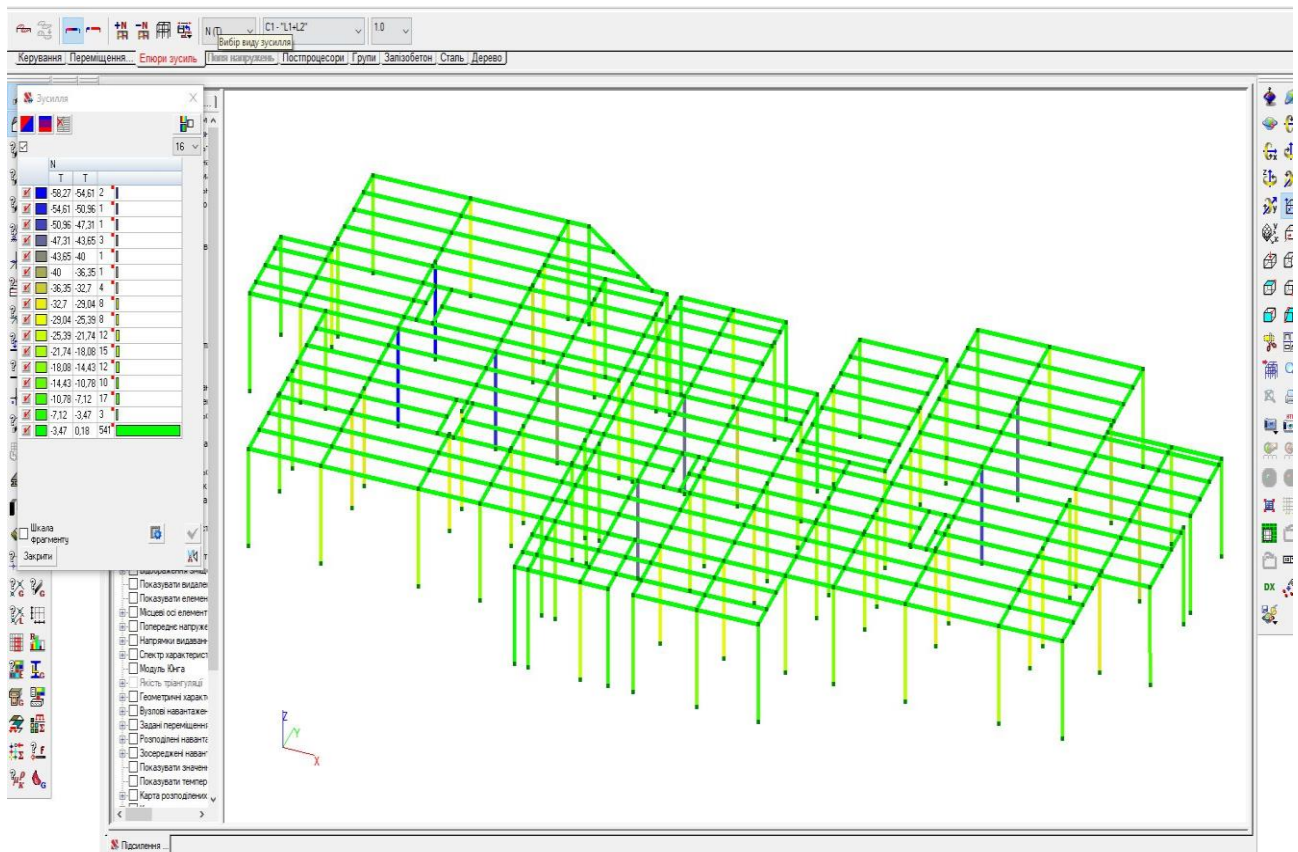 N (T) C1 - "L1+L2" 1.0
Вибір виду зусилля
Керування Переміщення... Епюри зусиль Поля напружень Постпроцесори Групи Залізобетон Сталь Дерево
Зусилля
16
N
Т Т
-58,27 -54,61 2
-54,61 -50,96 1
-50,96 -47,31 1
-47,31 -43,65 3
-43,65 -40 1
-40 -36,35 1
-36,35 -32,7 4
-32,7 -29,04 8
-29,04 -25,39 8
-25,39 -21,74 12
-21,74 -18,08 15
-18,08 -14,43 12
-14,43 -10,78 10
-10,78 -7,12 17
-7,12 -3,47 3
-3,47 0,18 541
Шкала
фрагменту
Закрити
Показувати видале
Показувати елемен
Місцеві осі елемент
Попереднє напруже
Напрямки видаванн
Спектр характерист
Модуль Юнга
Якість тріангуляції
Геометричні характ
Вузлові навантажен
Задані переміщення
Розподілені наванта
Зосереджені навант
Показувати значенн
Показувати темпер
Карта розподілених
Z
Y
X
DX
Підсилення ...